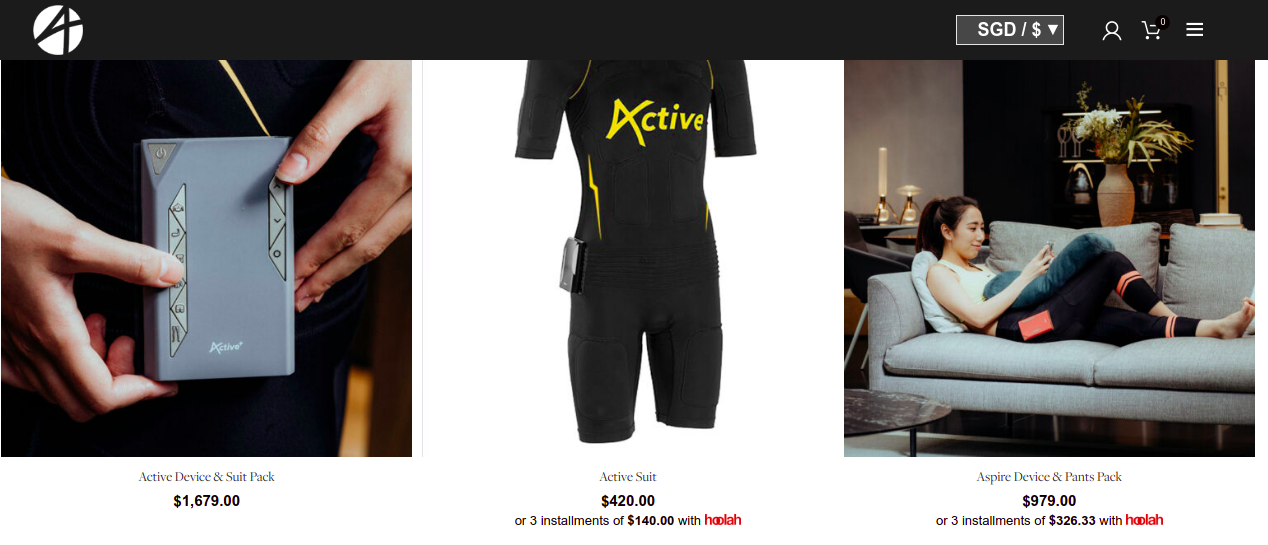 SGD / $ ▼
0
Active
Active+
Active Device & Suit Pack
$1,679.00
Active Suit
$420.00
or 3 installments of $140.00 with hoolah
Aspire Device & Pants Pack
$979.00
or 3 installments of $326.33 with hoolah